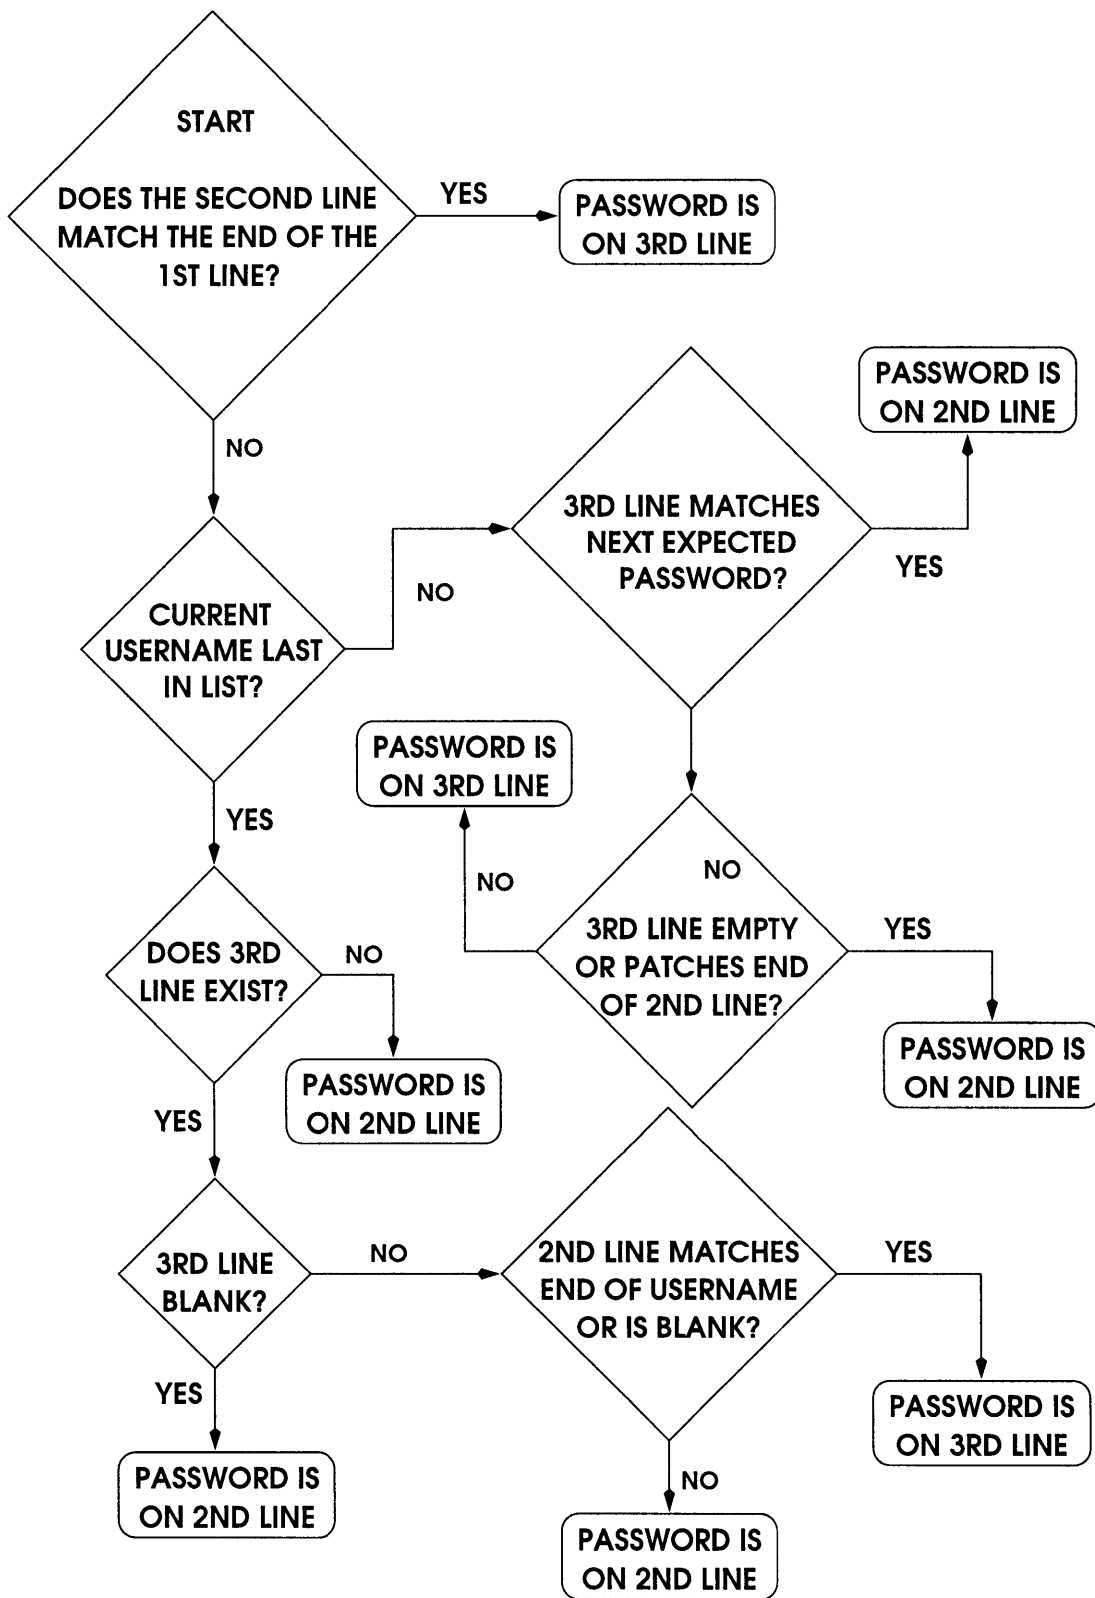 START
DOES THE SECOND LINE
MATCH THE END OF THE
1ST LINE?
YES
PASSWORD IS
ON 3RD LINE
NO
CURRENT
USERNAME LAST
IN LIST?
NO
3RD LINE MATCHES
NEXT EXPECTED
PASSWORD?
YES
PASSWORD IS
ON 2ND LINE
PASSWORD IS
ON 3RD LINE
NO
NO
3RD LINE EMPTY
OR PATCHES END
OF 2ND LINE?
YES
PASSWORD IS
ON 2ND LINE
YES
DOES 3RD
LINE EXIST?
NO
PASSWORD IS
ON 2ND LINE
YES
3RD LINE
BLANK?
NO
2ND LINE MATCHES
END OF USERNAME
OR IS BLANK?
YES
PASSWORD IS
ON 3RD LINE
YES
PASSWORD IS
ON 2ND LINE
NO
PASSWORD IS
ON 2ND LINE